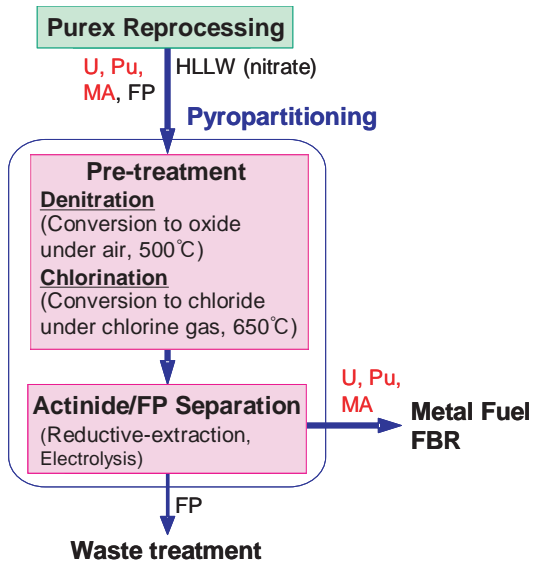 Purex Reprocessing
U, Pu,
MA, FP
HLLW (nitrate)
Pyropartitioning
Pre-treatment
Denitration
(Conversion to oxide
under air, 500℃)
Chlorination
(Conversion to chloride
under chlorine gas, 650℃)
Actinide/FP Separation
(Reductive-extraction,
Electrolysis)
U, Pu,
MA
Metal Fuel
FBR
FP
Waste treatment